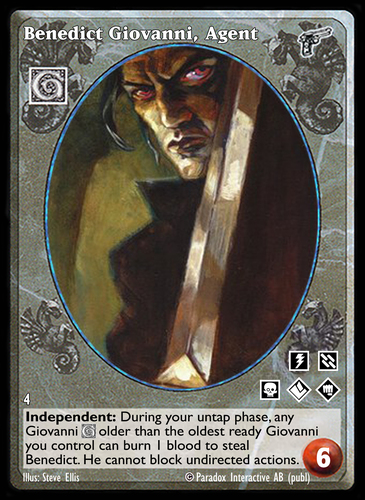 Benedict Giovanni, Agent
4
Independent: During your untap phase, any
Giovanni older than the oldest ready Giovanni
you control can burn 1 blood to steal
Benedict. He cannot block undirected actions.
6
Illus: Steve Ellis © Paradox Interactive AB (publ)